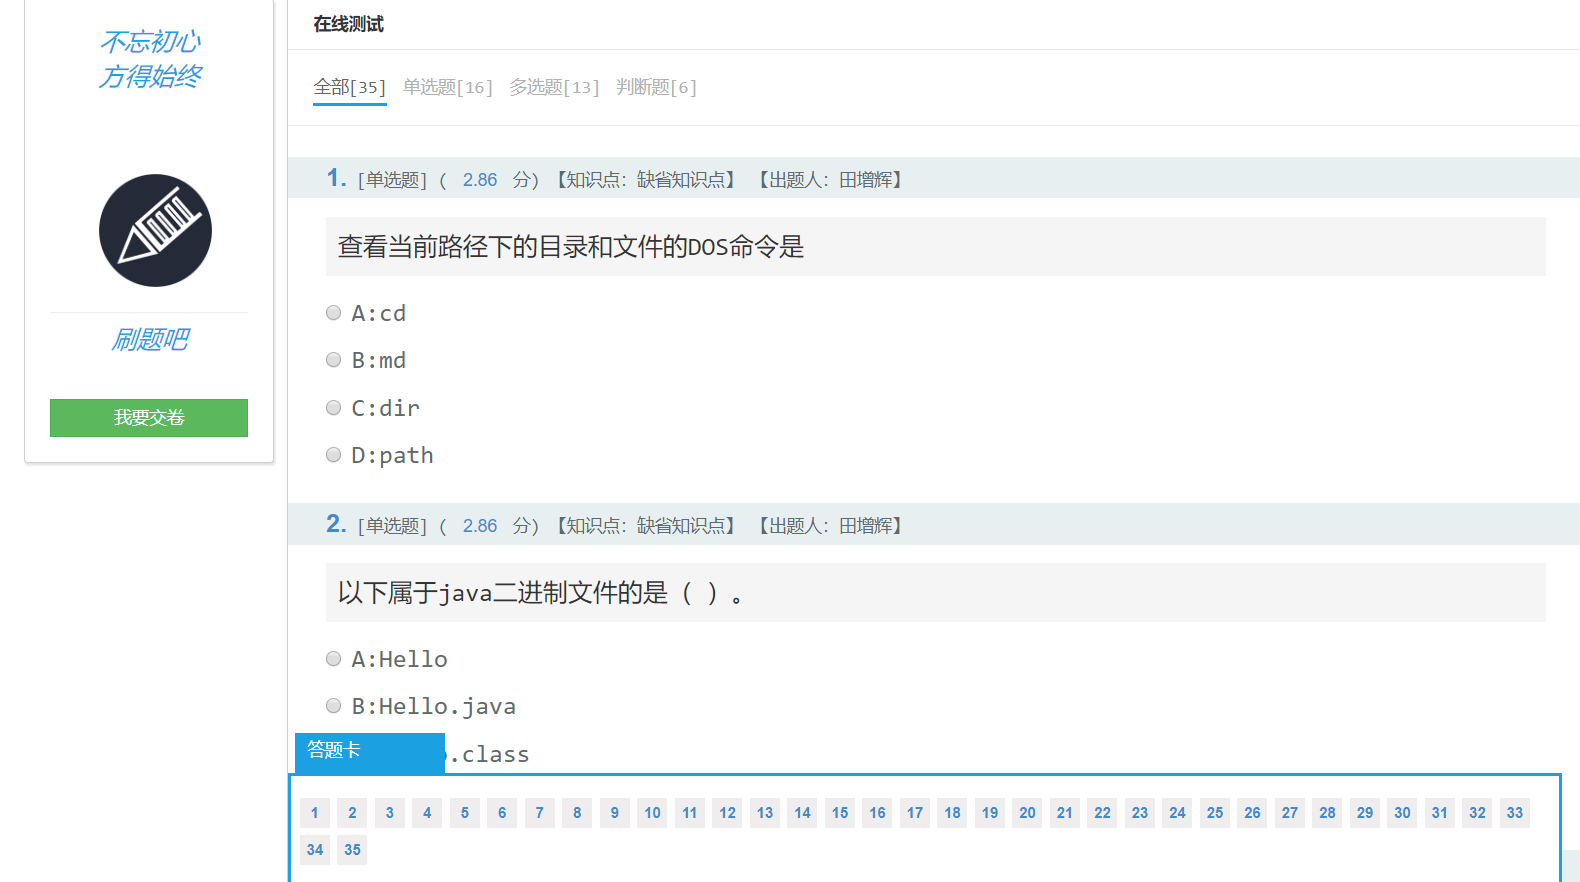 不忘初心
方得始终
刷题吧
我要交卷
在线测试
全部[35] 单选题[16] 多选题[13] 判断题[6]
1. [单选题] ( 2.86 分) 【知识点: 缺省知识点】 【出题人: 田增辉】
查看当前路径下的目录和文件的DOS命令是
A:cd
B:md
C:dir
D:path
2. [单选题] ( 2.86 分) 【知识点: 缺省知识点】 【出题人: 田增辉】
以下属于java二进制文件的是 ( ) 。
A:Hello
B:Hello.java
.class
答题卡
1 2 3 4 5 6 7 8 9 10 11 12 13 14 15 16 17 18 19 20 21 22 23 24 25 26 27 28 29 30 31 32 33
34 35